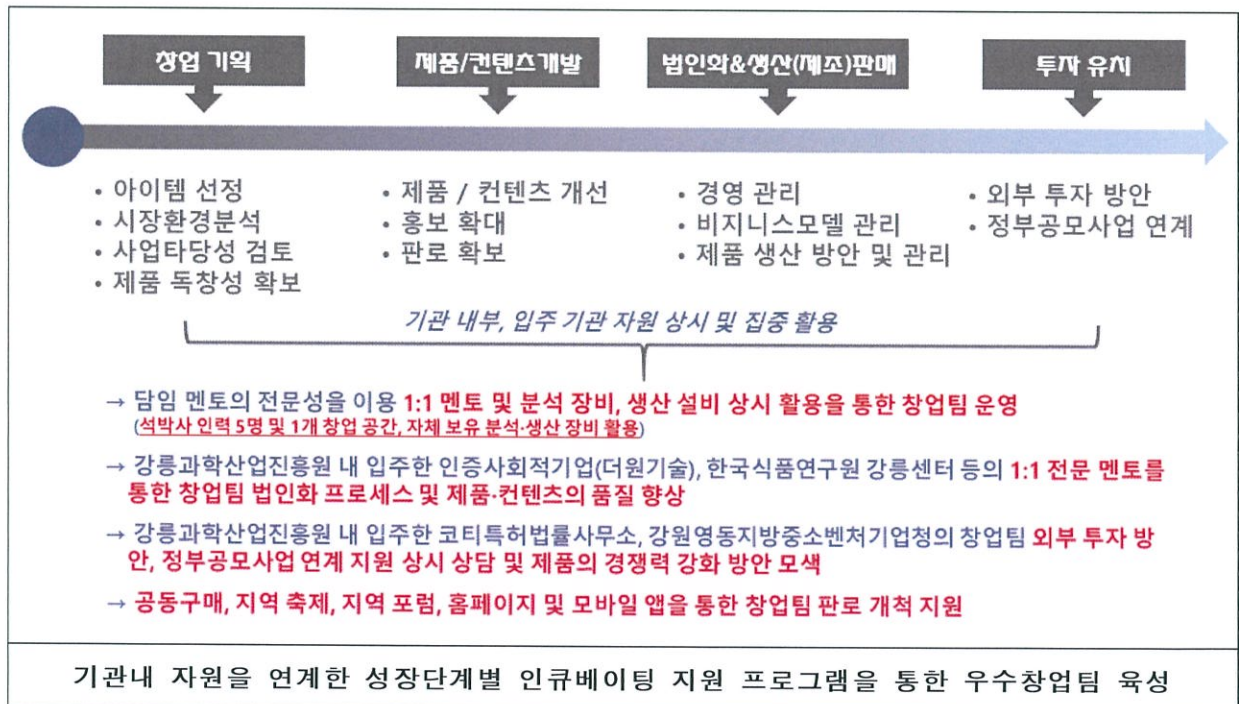 창업 기획
제품/컨텐츠개발
법인화&생산(제조)판매
투자 유치
• 아이템 선정
• 시장환경분석
• 사업타당성 검토
• 제품 독창성 확보
• 제품 / 컨텐츠 개선
• 홍보 확대
• 판로 확보
• 경영 관리
• 비지니스모델 관리
• 제품 생산 방안 및 관리
• 외부 투자 방안
• 정부공모사업 연계
기관 내부, 입주 기관 자원 상시 및 집중 활용
→ 담임 멘토의 전문성을 이용 1:1 멘토 및 분석 장비, 생산 설비 상시 활용을 통한 창업팀 운영
(석박사 인력 5명 및 1개 창업 공간, 자체 보유 분석·생산 장비 활용)
→ 강릉과학산업진흥원 내 입주한 인증사회적기업(더원기술), 한국식품연구원 강릉센터 등의 1:1 전문 멘토를
통한 창업팀 법인화 프로세스 및 제품·컨텐츠의 품질 향상
→ 강릉과학산업진흥원 내 입주한 코티특허법률사무소, 강원영동지방중소벤처기업청의 창업팀 외부 투자 방
안, 정부공모사업 연계 지원 상시 상담 및 제품의 경쟁력 강화 방안 모색
→ 공동구매, 지역 축제, 지역 포럼, 홈페이지 및 모바일 앱을 통한 창업팀 판로 개척 지원
기관내 자원을 연계한 성장단계별 인큐베이팅 지원 프로그램을 통한 우수창업팀 육성